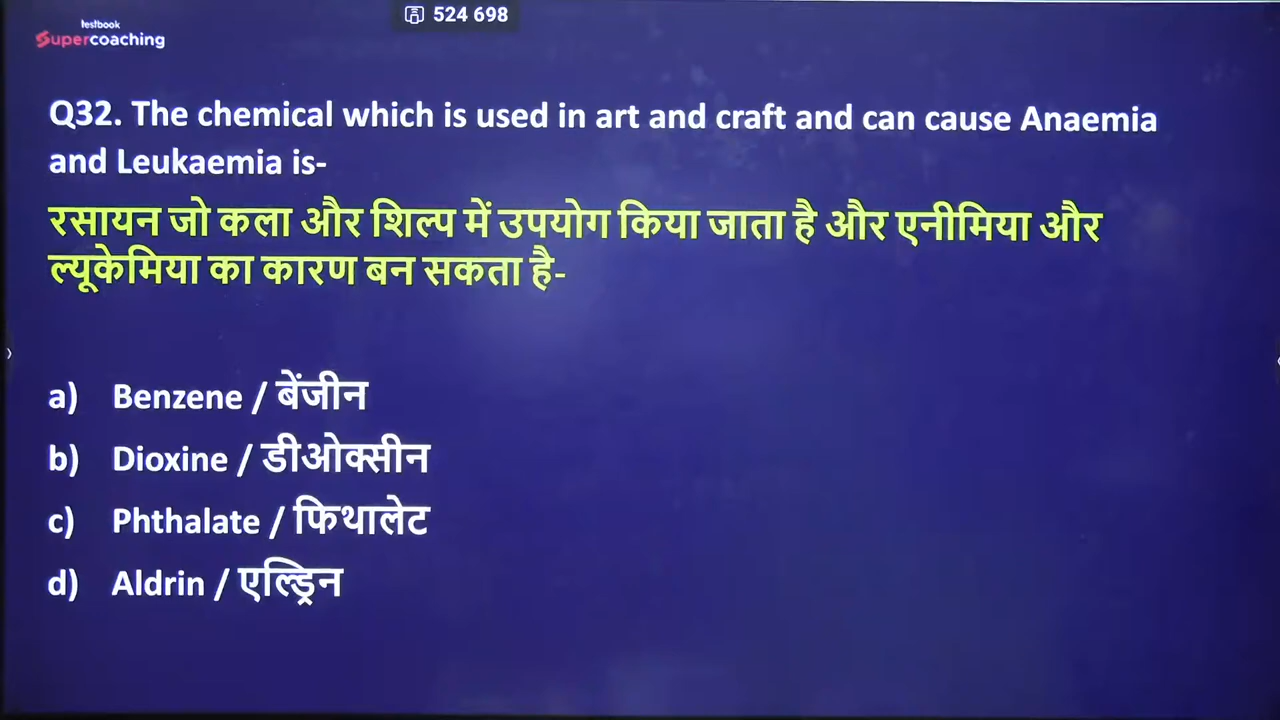 testbook
Supercoaching
524 698
Q32. The chemical which is used in art and craft and can cause Anaemia
and Leukaemia is-
रसायन जो कला और शिल्प में उपयोग किया जाता है और एनीमिया और
ल्यूकेमिया का कारण बन सकता है-
a) Benzene / बेंजीन
b) Dioxine / डीओक्सीन
c) Phthalate / फिथालेट
d) Aldrin / एल्ड्रिन